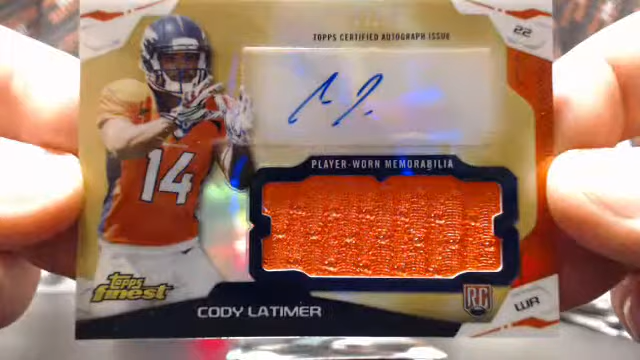 TOPPS CERTIFIED AUTOGRAPH ISSUE
22
PLAYER-WORN MEMORABILIA
14
topps
finest
CODY LATIMER
RC
WR